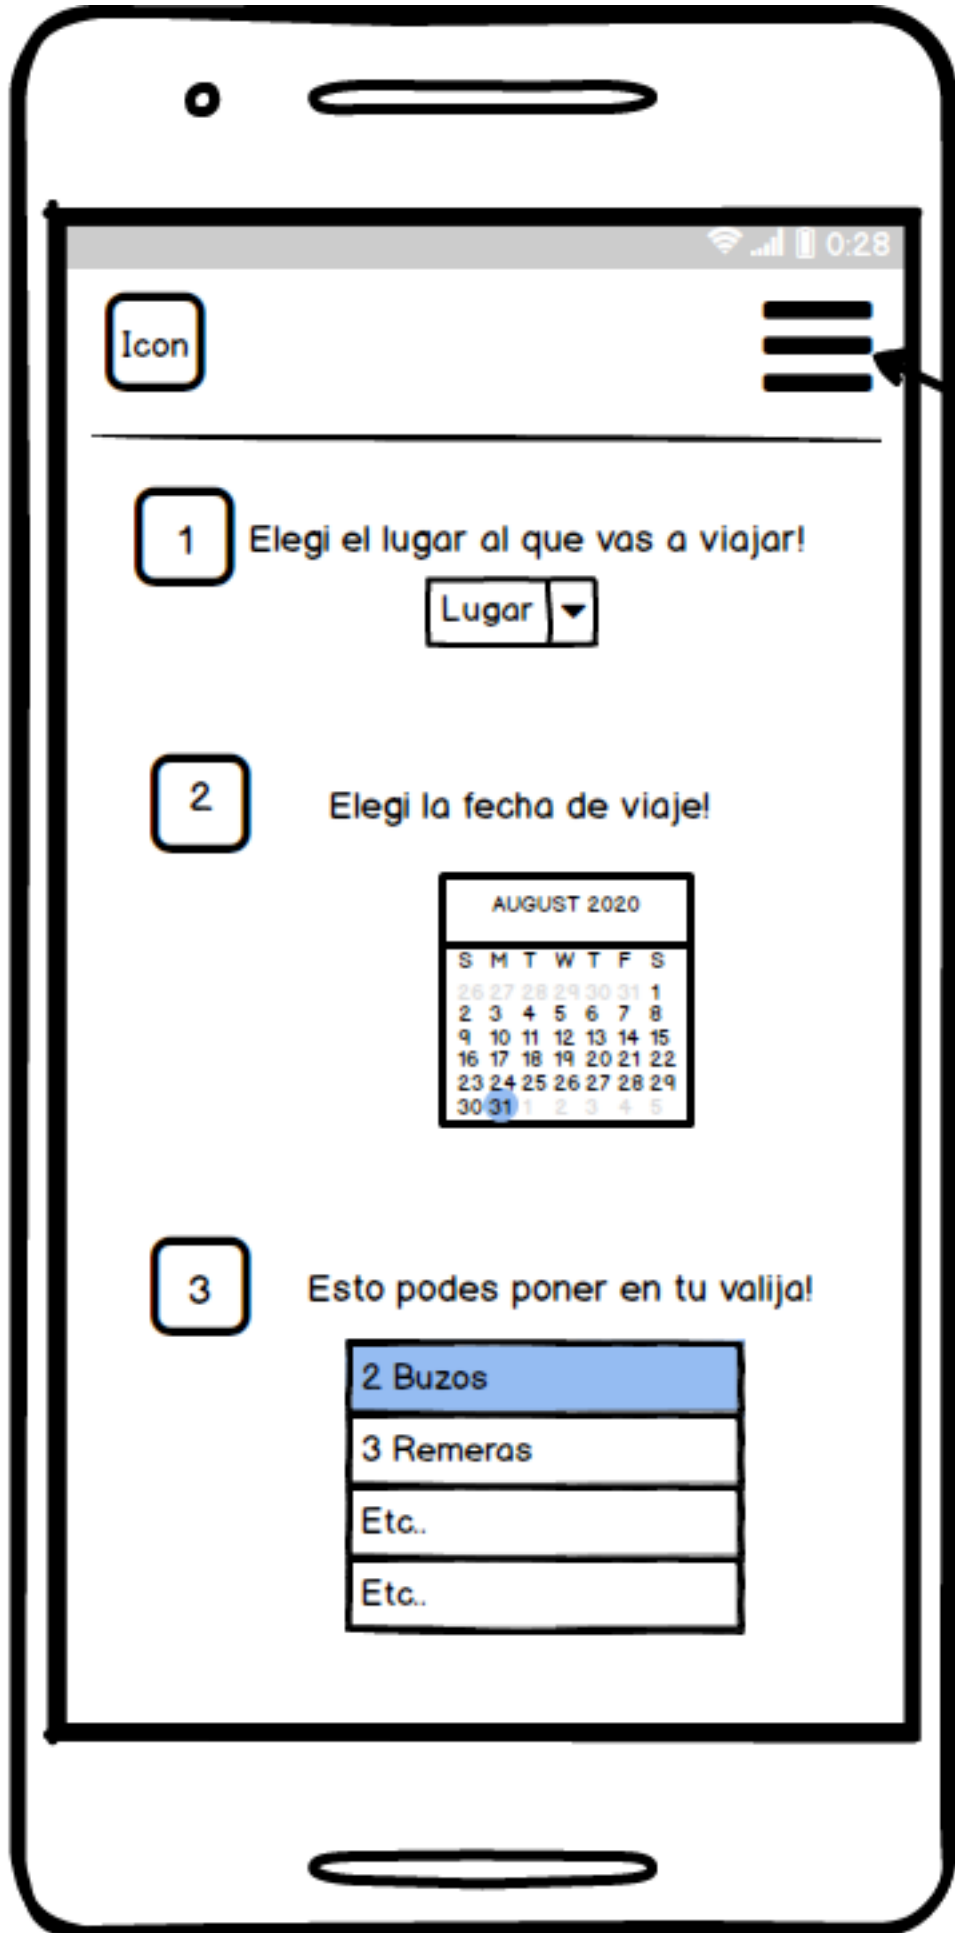 0:28
Icon
1 Elegi el lugar al que vas a viajar!
Lugar
2 Elegi la fecha de viaje!
AUGUST 2020
S M T W T F S
26 27 28 29 30 31 1
2 3 4 5 6 7 8
9 10 11 12 13 14 15
16 17 18 19 20 21 22
23 24 25 26 27 28 29
30 31 1 2 3 4 5
3 Esto podes poner en tu valija!
2 Buzos
3 Remeras
Etc..
Etc..